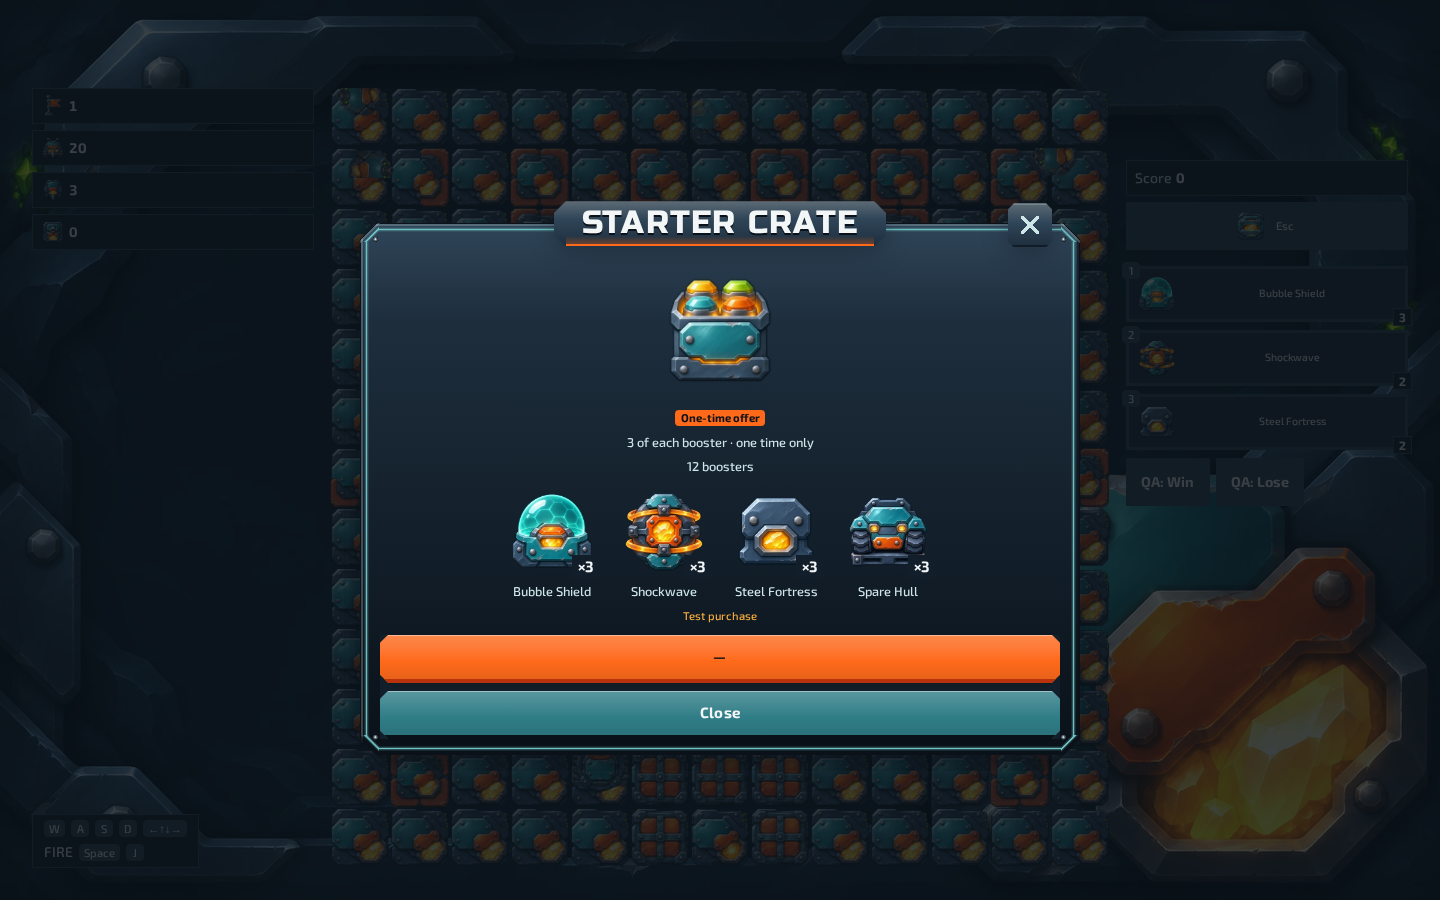 1
20
3
0
STARTER CRATE
One-time offer
3 of each booster · one time only
12 boosters
×3
×3
×3
×3
Bubble Shield
Shockwave
Steel Fortress
Spare Hull
Test purchase
—
Close
Score 0
Esc
1
Bubble Shield
3
2
Shockwave
2
3
Steel Fortress
2
QA: Win
QA: Lose
W A S D ←↑↓→
FIRE Space J